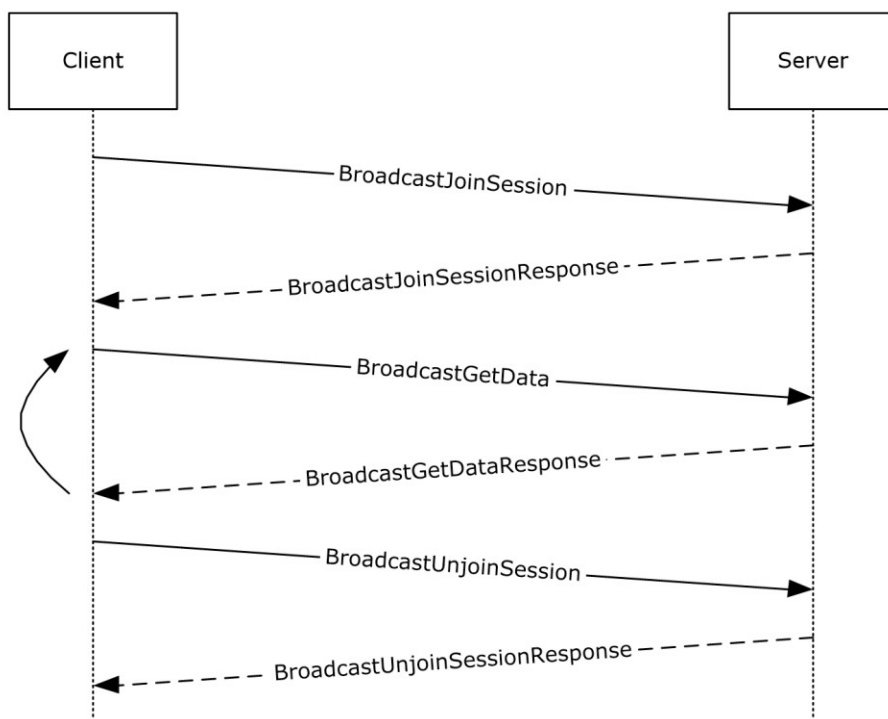 Client
Server
BroadcastJoinSession
BroadcastJoinSessionResponse
BroadcastGetData
BroadcastGetDataResponse
BroadcastUnjoinSession
BroadcastUnjoinSessionResponse